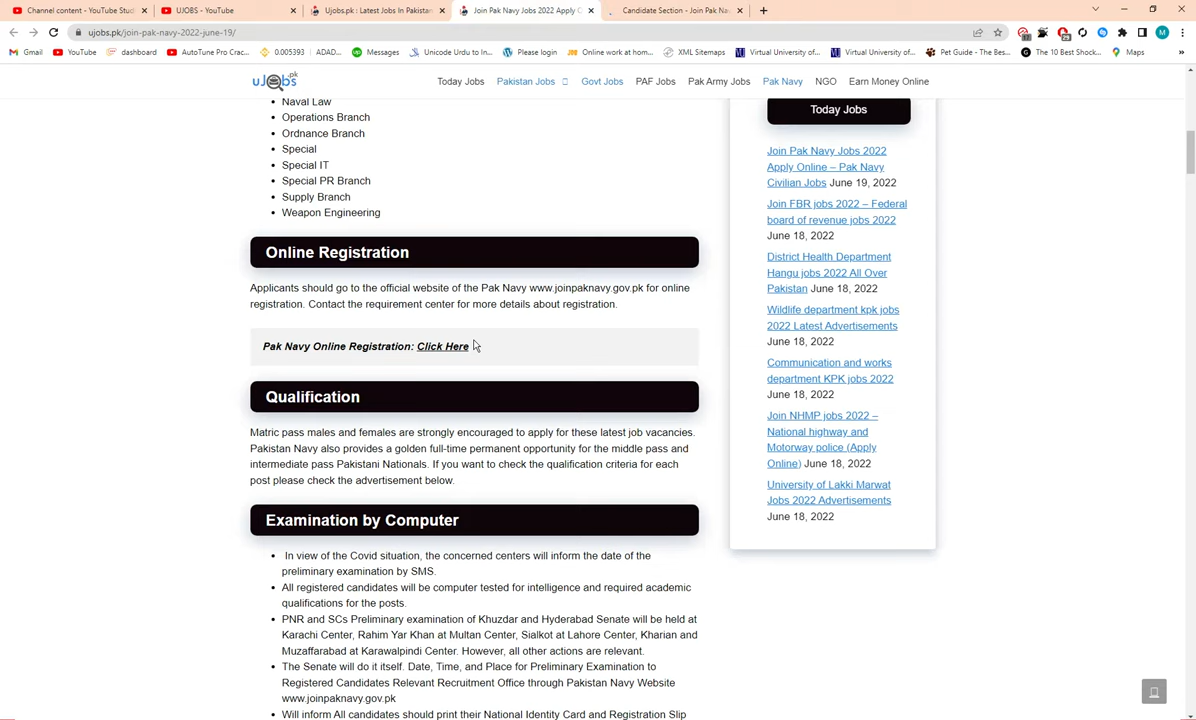 Channel content - YouTube Stud
UJOBS - YouTube
Ujobs.pk : Latest Jobs In Pakistan
Join Pak Navy Jobs 2022 Apply O
Candidate Section - Join Pak Nav
ujobs.pk/join-pak-navy-2022-june-19/
M
Gmail
YouTube
dashboard
AutoTune Pro Crac...
0.005393
ADAD...
Messages
Unicode Urdu to In...
Please login
Online work at hom...
XML Sitemaps
Virtual University of...
Virtual University of...
Pet Guide - The Bes...
The 10 Best Shock...
Maps
uJobs.pk
Today Jobs
Pakistan Jobs
Govt Jobs
PAF Jobs
Pak Army Jobs
Pak Navy
NGO
Earn Money Online
Naval Law
Operations Branch
Ordnance Branch
Special
Special IT
Special PR Branch
Supply Branch
Weapon Engineering
Online Registration
Applicants should go to the official website of the Pak Navy www.joinpaknavy.gov.pk for online
registration. Contact the requirement center for more details about registration.
Pak Navy Online Registration: Click Here
Qualification
Matric pass males and females are strongly encouraged to apply for these latest job vacancies.
Pakistan Navy also provides a golden full-time permanent opportunity for the middle pass and
intermediate pass Pakistani Nationals. If you want to check the qualification criteria for each
post please check the advertisement below.
Examination by Computer
In view of the Covid situation, the concerned centers will inform the date of the
preliminary examination by SMS.
All registered candidates will be computer tested for intelligence and required academic
qualifications for the posts.
PNR and SCs Preliminary examination of Khuzdar and Hyderabad Senate will be held at
Karachi Center, Rahim Yar Khan at Multan Center, Sialkot at Lahore Center, Kharian and
Muzaffarabad at Karawalpindi Center. However, all other actions are relevant.
The Senate will do it itself. Date, Time, and Place for Preliminary Examination to
Registered Candidates Relevant Recruitment Office through Pakistan Navy Website
www.joinpaknavy.gov.pk
Will inform All candidates should print their National Identity Card and Registration Slip
Today Jobs
Join Pak Navy Jobs 2022
Apply Online – Pak Navy
Civilian Jobs June 19, 2022
Join FBR jobs 2022 – Federal
board of revenue jobs 2022
June 18, 2022
District Health Department
Hangu jobs 2022 All Over
Pakistan June 18, 2022
Wildlife department kpk jobs
2022 Latest Advertisements
June 18, 2022
Communication and works
department KPK jobs 2022
June 18, 2022
Join NHMP jobs 2022 –
National highway and
Motorway police (Apply
Online) June 18, 2022
University of Lakki Marwat
Jobs 2022 Advertisements
June 18, 2022